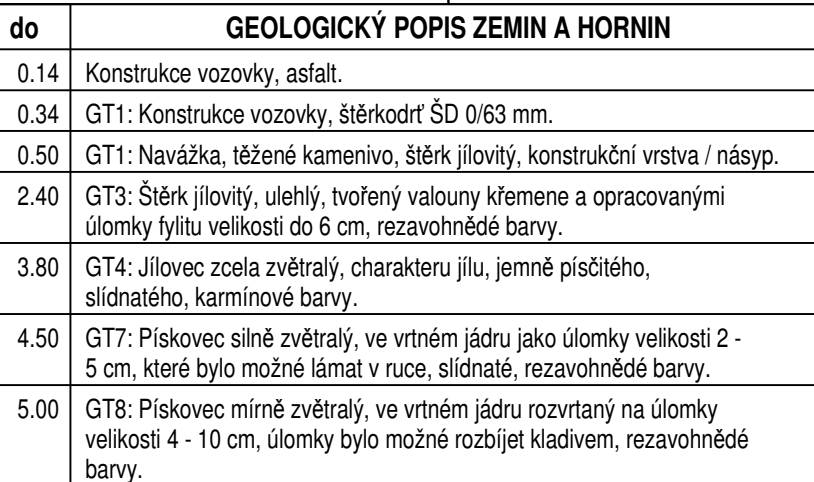 do GEOLOGICKÝ POPIS ZEMIN A HORNIN
0.14 Konstrukce vozovky, asfalt.
0.34 GT1: Konstrukce vozovky, štěrkodrť ŠD 0/63 mm.
0.50 GT1: Navážka, těžené kamenivo, štěrk jílovitý, konstrukční vrstva / násyp.
2.40 GT3: Štěrk jílovitý, ulehlý, tvořený valouny křemene a opracovanými
úlomky fylitu velikosti do 6 cm, rezavohnědé barvy.
3.80 GT4: Jílovec zcela zvětralý, charakteru jílu, jemně písčitého,
slídnatého, karmínové barvy.
4.50 GT7: Pískovec silně zvětralý, ve vrtném jádru jako úlomky velikosti 2 -
5 cm, které bylo možné lámat v ruce, slídnaté, rezavohnědé barvy.
5.00 GT8: Pískovec mírně zvětralý, ve vrtném jádru rozvrtaný na úlomky
velikosti 4 - 10 cm, úlomky bylo možné rozbíjet kladivem, rezavohnědé
barvy.